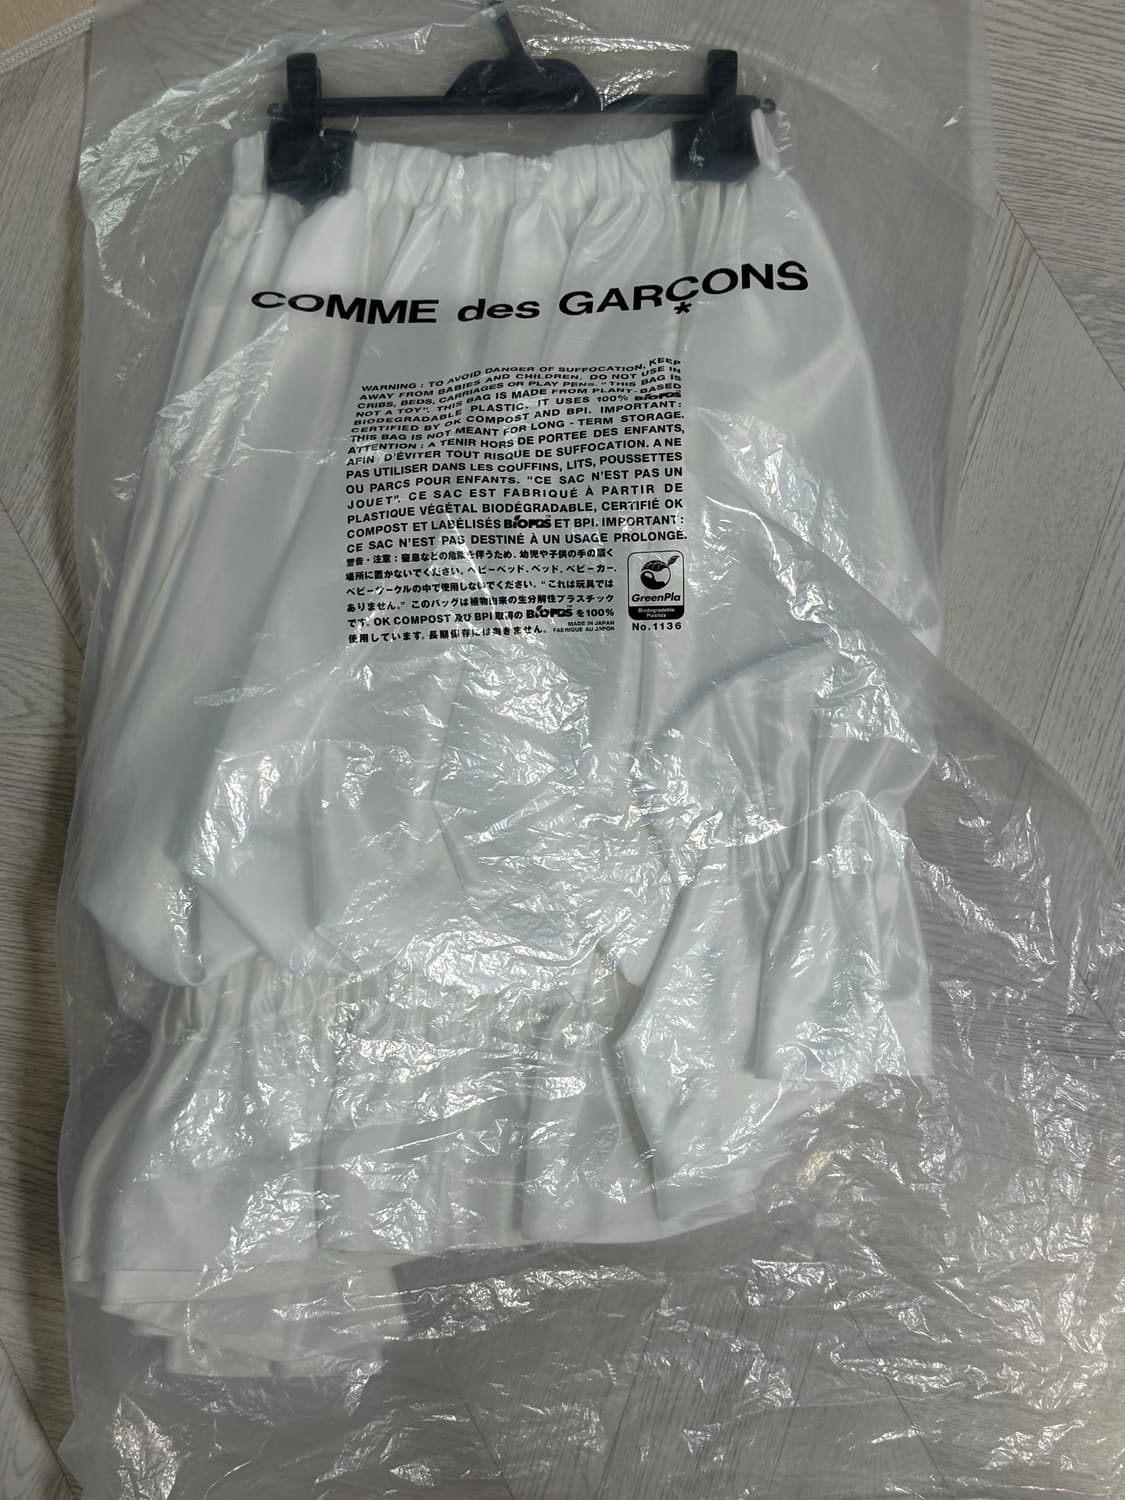 COMME des GARÇONS
*
WARNING : TO AVOID DANGER OF SUFFOCATION, KEEP
AWAY FROM BABIES AND CHILDREN. DO NOT USE IN
CRIBS, BEDS, CARRIAGES OR PLAY PENS. "THIS BAG IS
NOT A TOY". THIS BAG IS MADE FROM PLANT-BASED
BIODEGRADABLE PLASTIC. IT USES 100% BioPBS
CERTIFIED BY OK COMPOST AND BPI. IMPORTANT:
THIS BAG IS NOT MEANT FOR LONG - TERM STORAGE.
ATTENTION : A TENIR HORS DE PORTEE DES ENFANTS,
AFIN D'ÉVITER TOUT RISQUE DE SUFFOCATION. A NE
PAS UTILISER DANS LES COUFFINS, LITS, POUSSETTES
OU PARCS POUR ENFANTS. "CE SAC N'EST PAS UN
JOUET". CE SAC EST FABRIQUÉ À PARTIR DE
PLASTIQUE VÉGÉTAL BIODÉGRADABLE, CERTIFIÉ OK
COMPOST ET LABÉLISÉS BioPBS™ ET BPI. IMPORTANT :
CE SAC N'EST PAS DESTINÉ À UN USAGE PROLONGÉ.
警告・注意：窒息などの危険を伴うため、幼児や子供の手の届く
場所に置かないでください。ベビーベッド、ベッド、ベビーカー、
ベビーサークルの中で使用しないでください。"これは玩具では
ありません。" このバッグは植物由来の生分解性プラスチック
です。OK COMPOST 及び BPI 取得の BioPBS™ を100%
使用しています。長期保存には向きません。
MADE IN JAPAN
FABRIQUÉ AU JAPON
GreenPla
Biodegradable
Plastics
No.1136